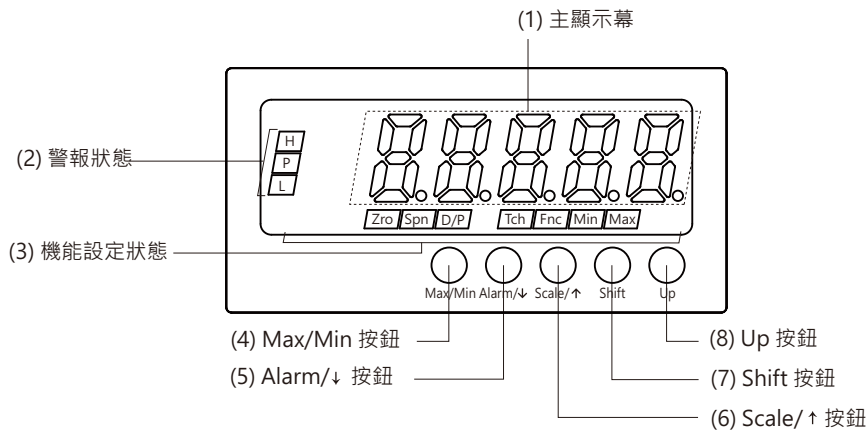 (1) 主顯示幕
H
(2) 警報狀態
P
L
Zro Spn D/P Tch Fnc Min Max
(3) 機能設定狀態
Max/Min Alarm/↓ Scale/↑ Shift Up
(4) Max/Min 按鈕
(8) Up 按鈕
(5) Alarm/↓ 按鈕
(7) Shift 按鈕
(6) Scale/↑按鈕